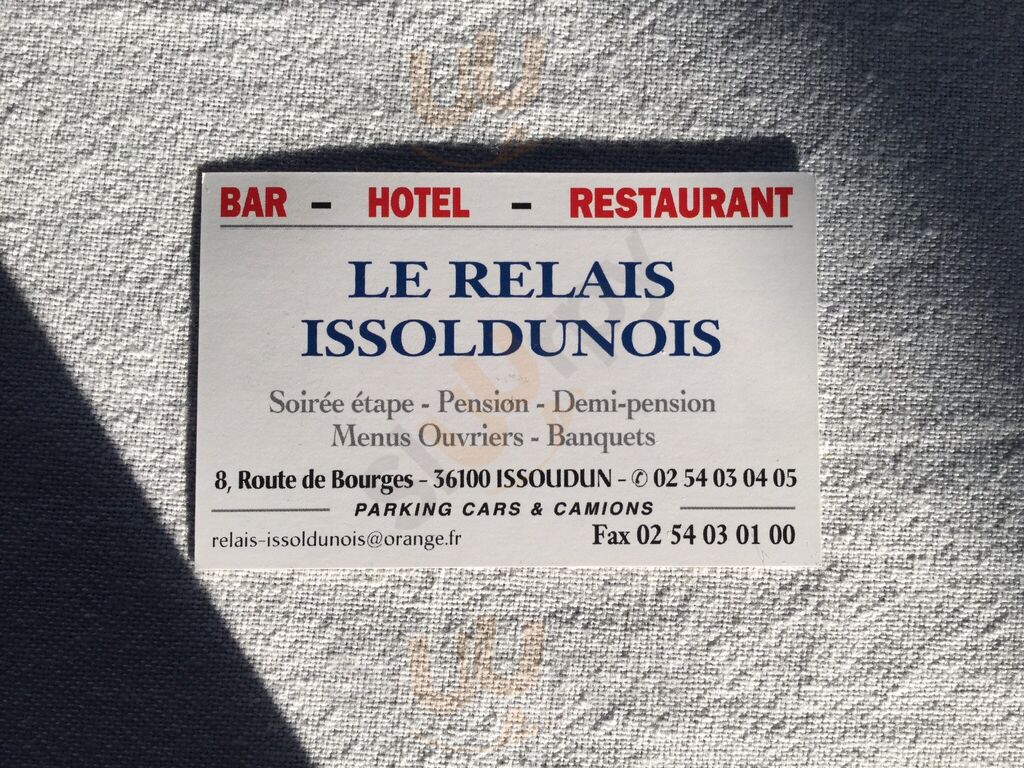 BAR - HOTEL - RESTAURANT
LE RELAIS
ISSOLDUNOIS
Soirée étape - Pension - Demi-pension
Menus Ouvriers - Banquets
8, Route de Bourges - 36100 ISSOUDUN - ✆ 02 54 03 04 05
PARKING CARS & CAMIONS
relais-issoldunois@orange.fr Fax 02 54 03 01 00